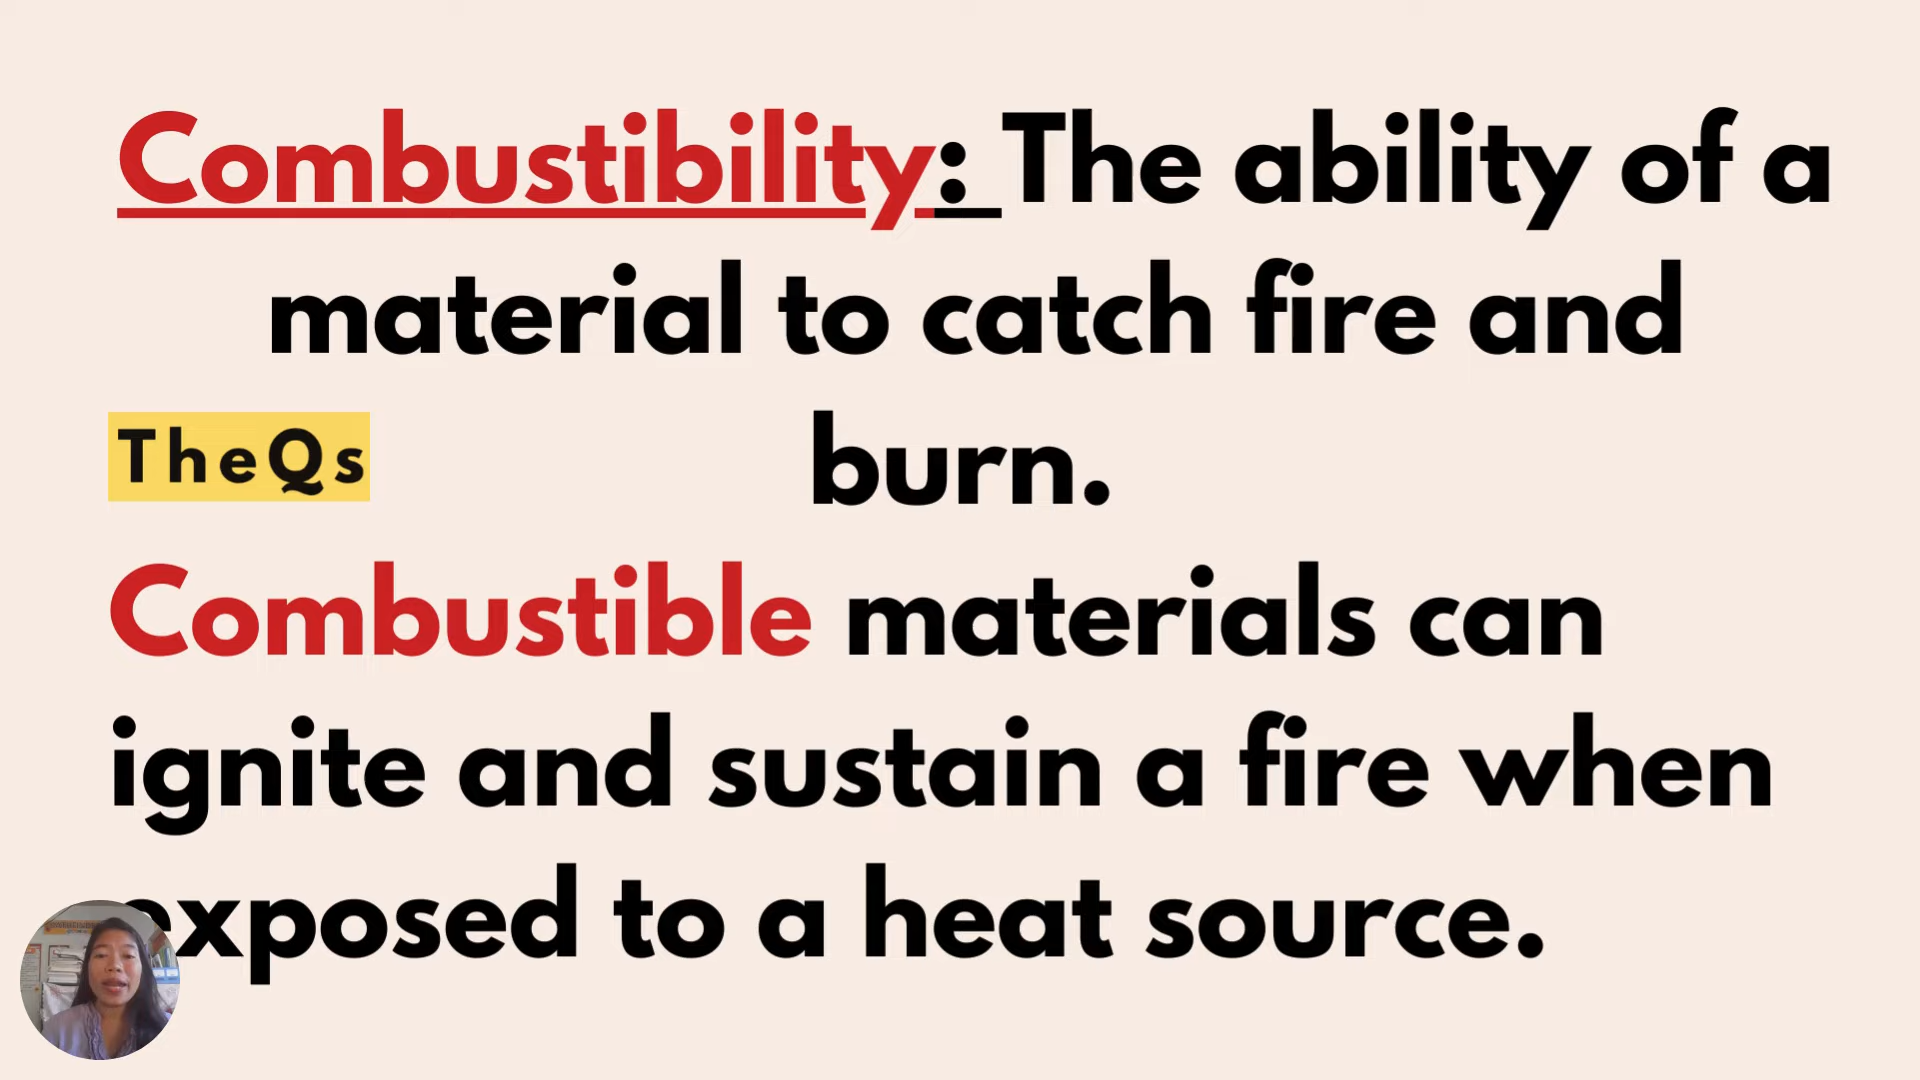 Combustibility: The ability of a
material to catch fire and
burn.
TheQs
Combustible materials can
ignite and sustain a fire when
exposed to a heat source.